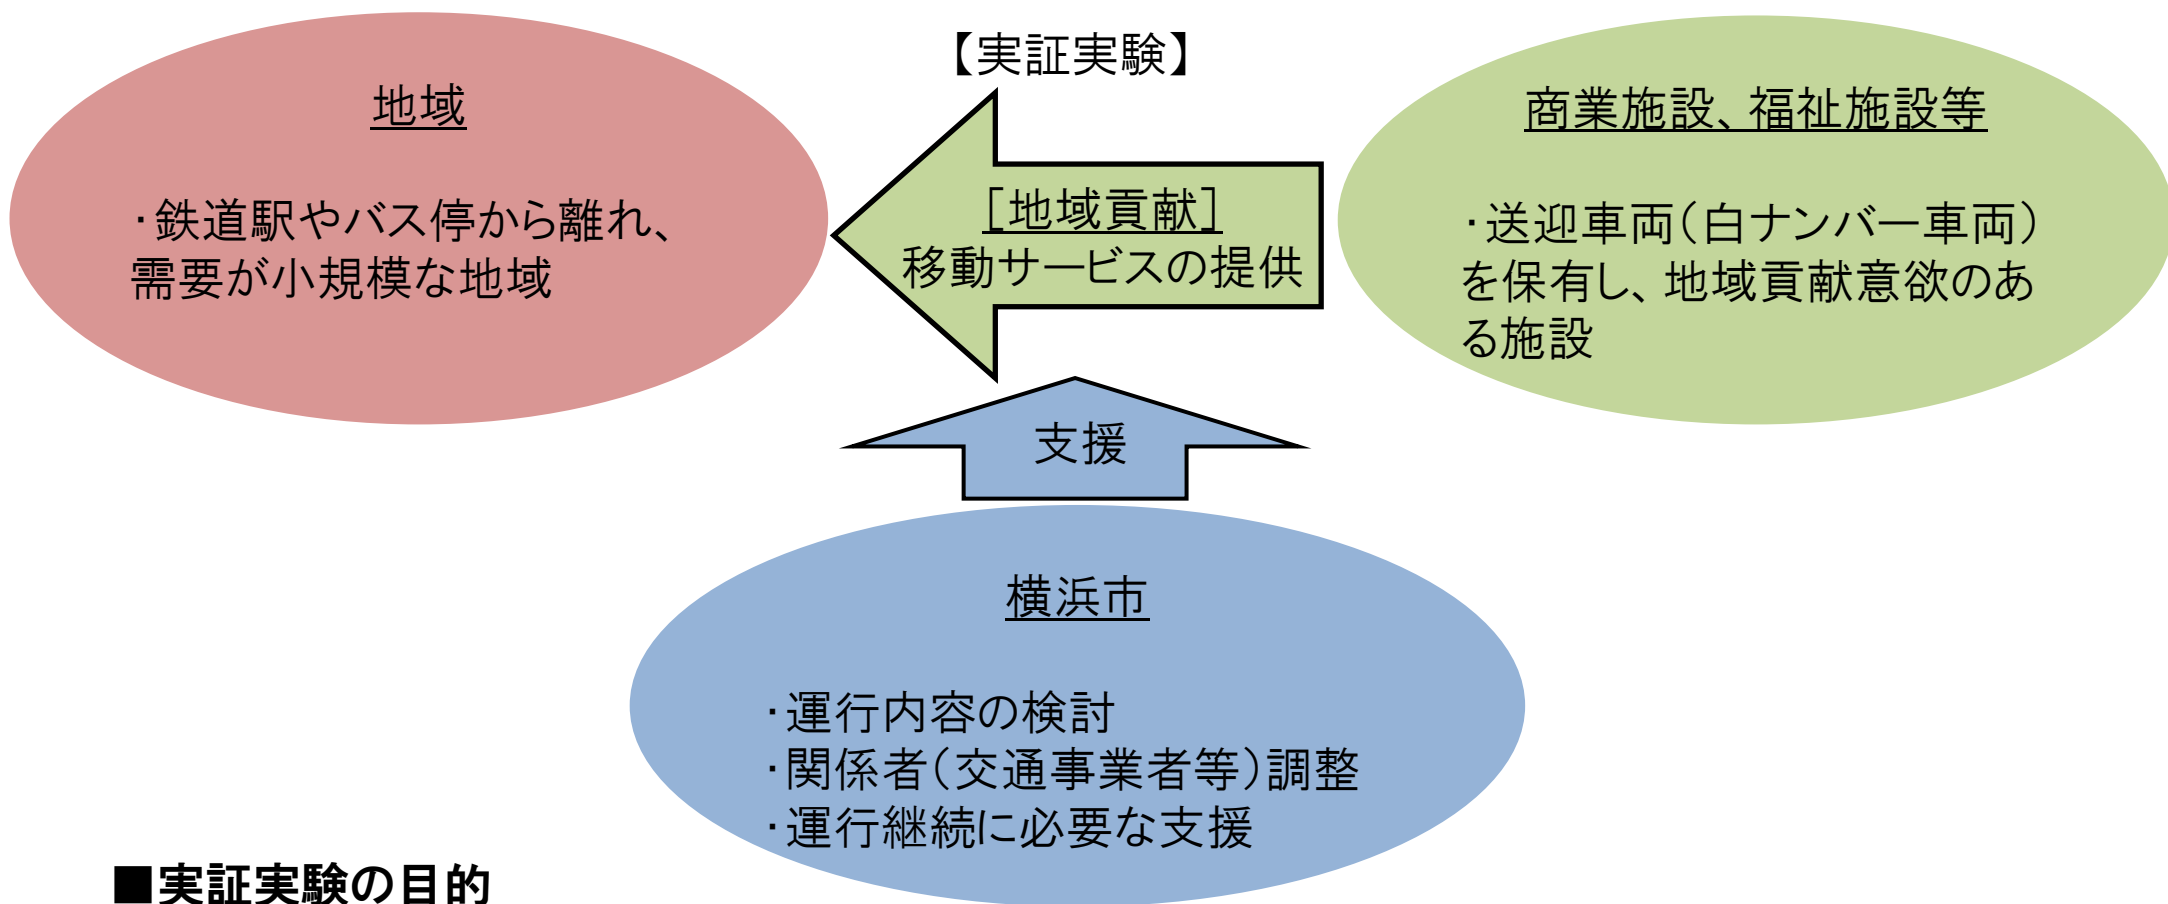 【実証実験】
地域
・鉄道駅やバス停から離れ、
需要が小規模な地域
[地域貢献]
移動サービスの提供
商業施設、福祉施設等
・送迎車両(白ナンバー車両)
を保有し、地域貢献意欲のあ
る施設
支援
横浜市
・運行内容の検討
・関係者(交通事業者等)調整
・運行継続に必要な支援
■実証実験の目的